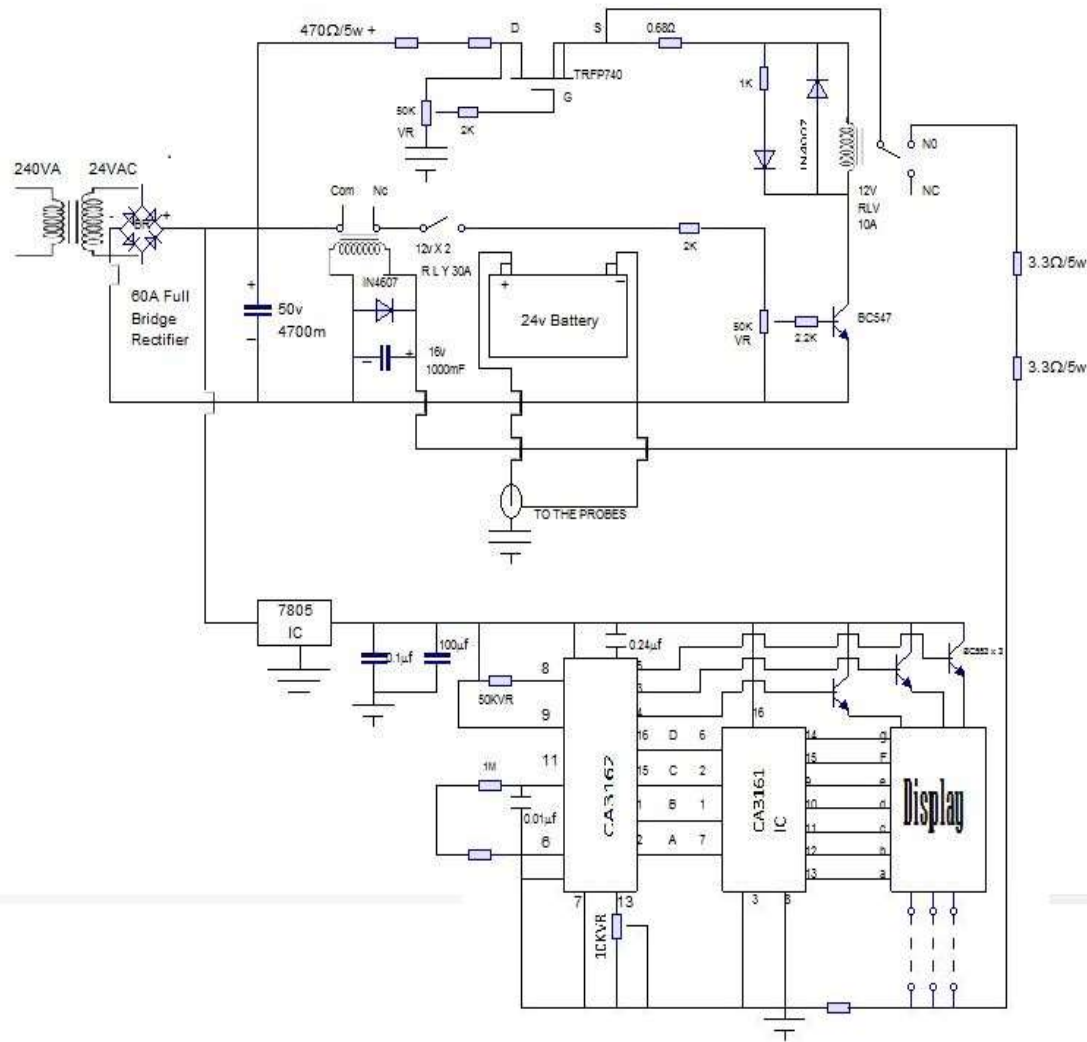 470Ω/5w +
D
S
0.68Ω
TRFP740
G
50K
VR
2K
1K
IN4007
N0
NC
12V
RLV
10A
240VA
24VAC
+
Com
Nc
12v X 2
R L Y 30A
2K
3.3Ω/5w
60A Full
Bridge
Rectifier
+
50v
4700m
−
IN4607
− +
16v
1000mF
+ −
24v Battery
50K
VR
2.2K
BC547
3.3Ω/5w
TO THE PROBES
7805
IC
0.1µf
100µf
0.24µf
50KVR
8
9
11
6
1M
0.01µf
CA3162
7
13
10KVR
5
3
4
16 D 6
15 C 2
1 B 1
2 A 7
16
CA3161
IC
3
8
14 g
15 F
9 e
10 d
11 c
12 b
13 a
Display